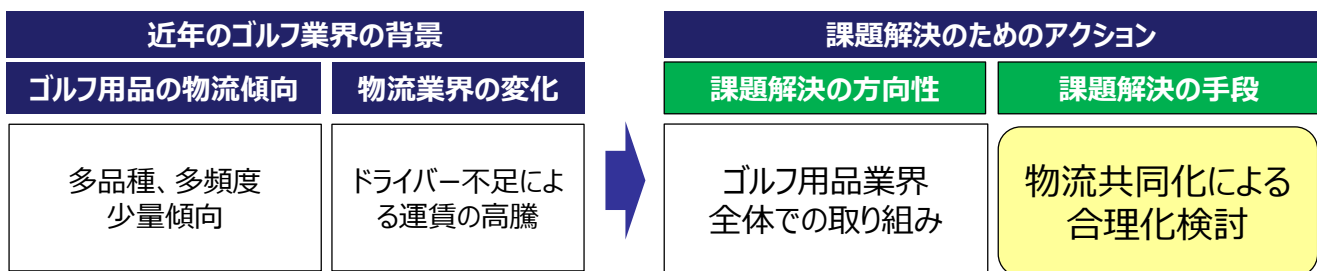 近年のゴルフ業界の背景
ゴルフ用品の物流傾向
物流業界の変化
多品種、多頻度
少量傾向
ドライバー不足によ
る運賃の高騰
課題解決のためのアクション
課題解決の方向性
課題解決の手段
ゴルフ用品業界
全体での取り組み
物流共同化による
合理化検討